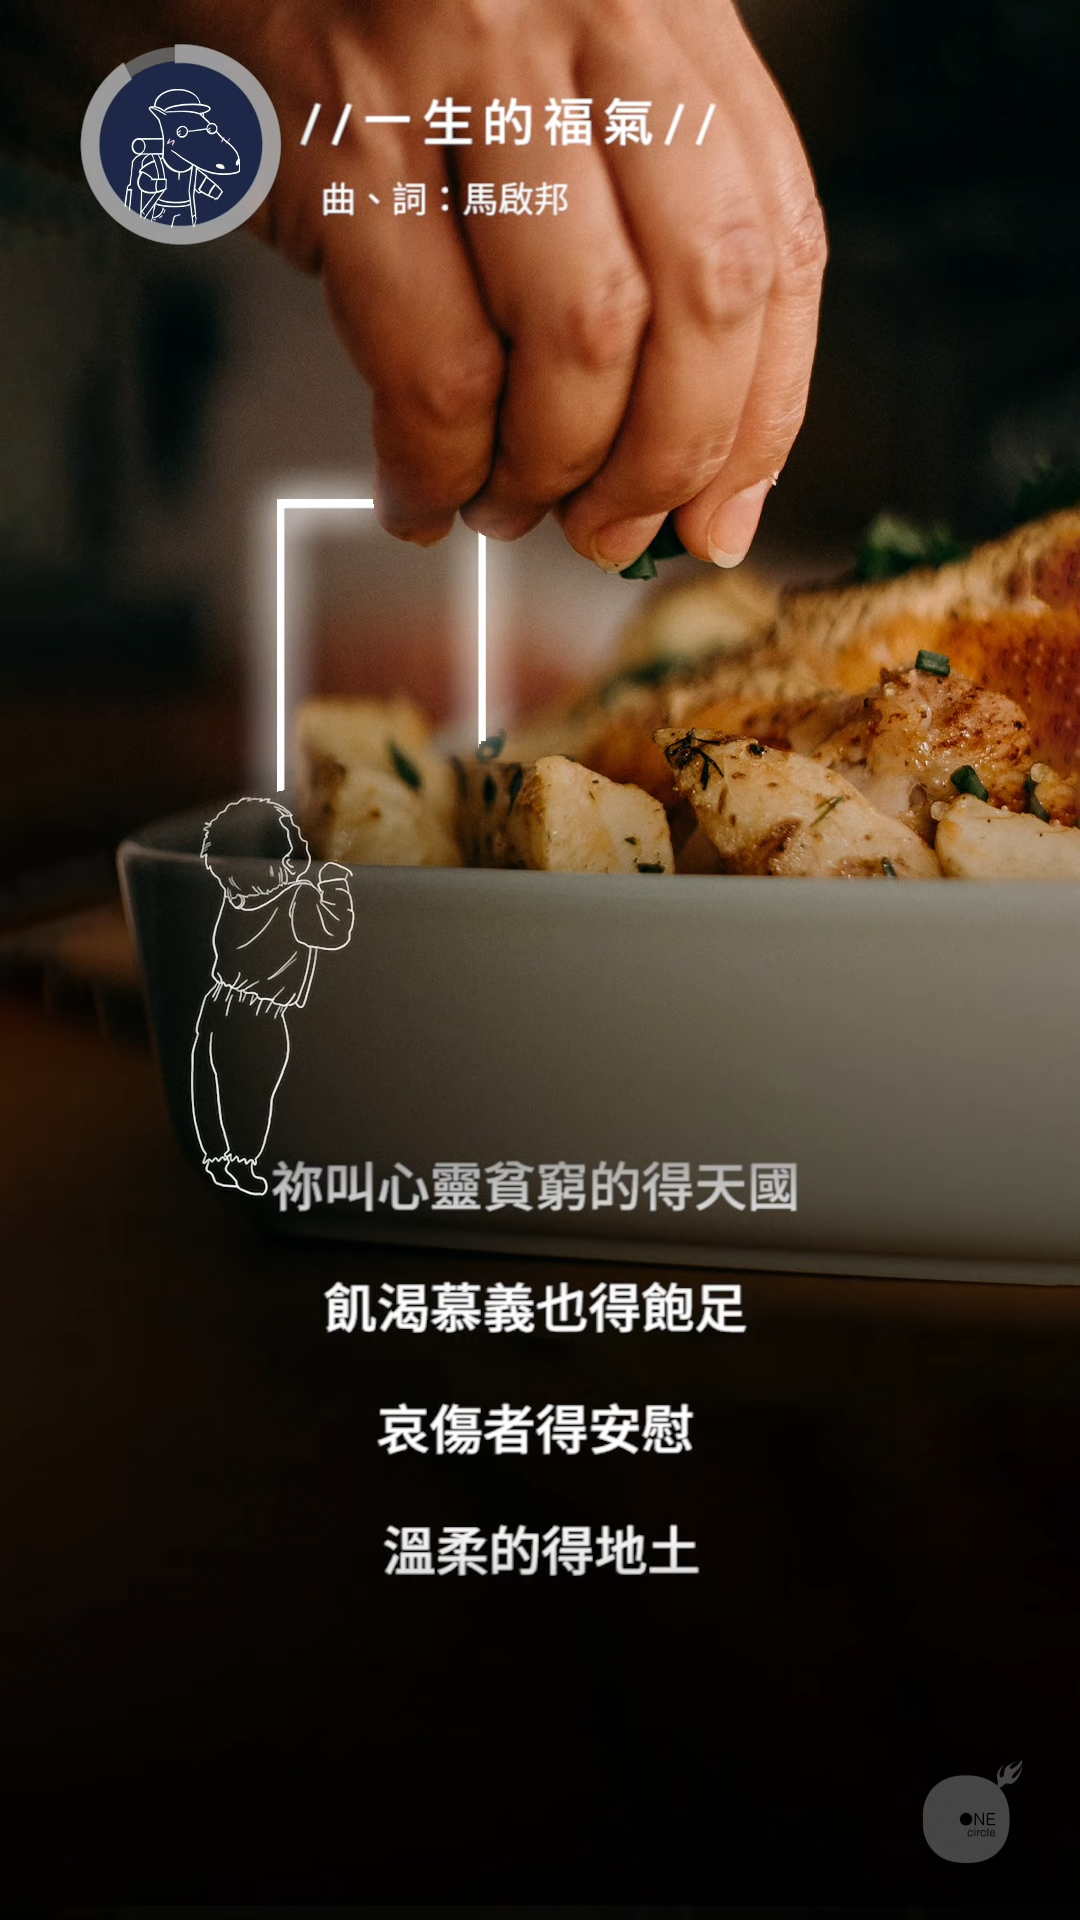 //一生的福氣//
曲、詞：馬啟邦
祢叫心靈貧窮的得天國
飢渴慕義也得飽足
哀傷者得安慰
溫柔的得地土
ONE
circle